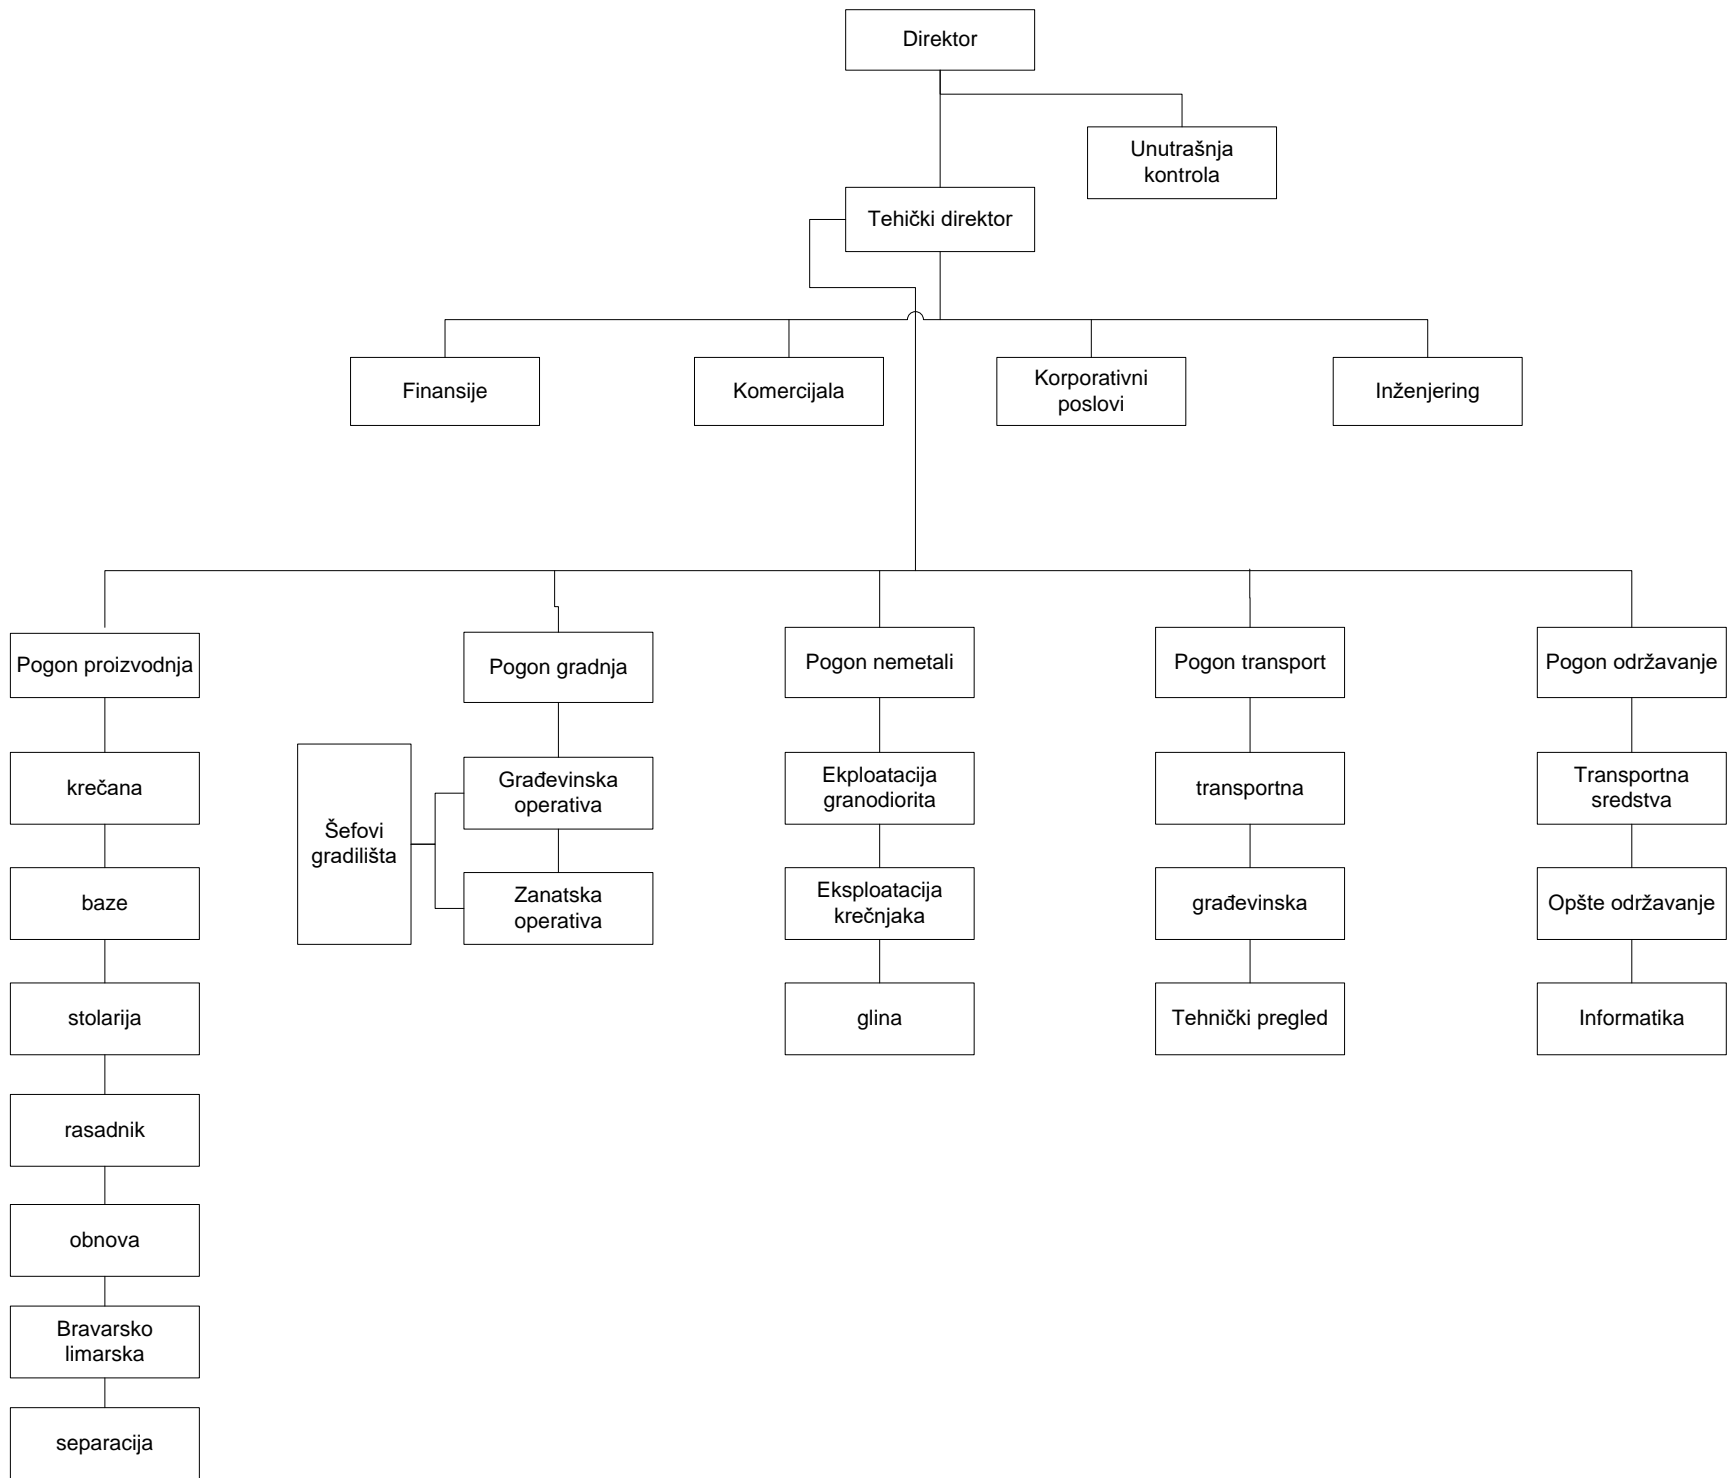 Direktor
Unutrašnja
kontrola
Tehički direktor
Finansije
Komercijala
Korporativni
poslovi
Inženjering
Pogon proizvodnja
Pogon gradnja
Pogon nemetali
Pogon transport
Pogon održavanje
krečana
Šefovi
gradilišta
Građevinska
operativa
Ekploatacija
granodiorita
transportna
Transportna
sredstva
baze
Zanatska
operativa
Eksploatacija
krečnjaka
građevinska
Opšte održavanje
stolarija
glina
Tehnički pregled
Informatika
rasadnik
obnova
Bravarsko
limarska
separacija